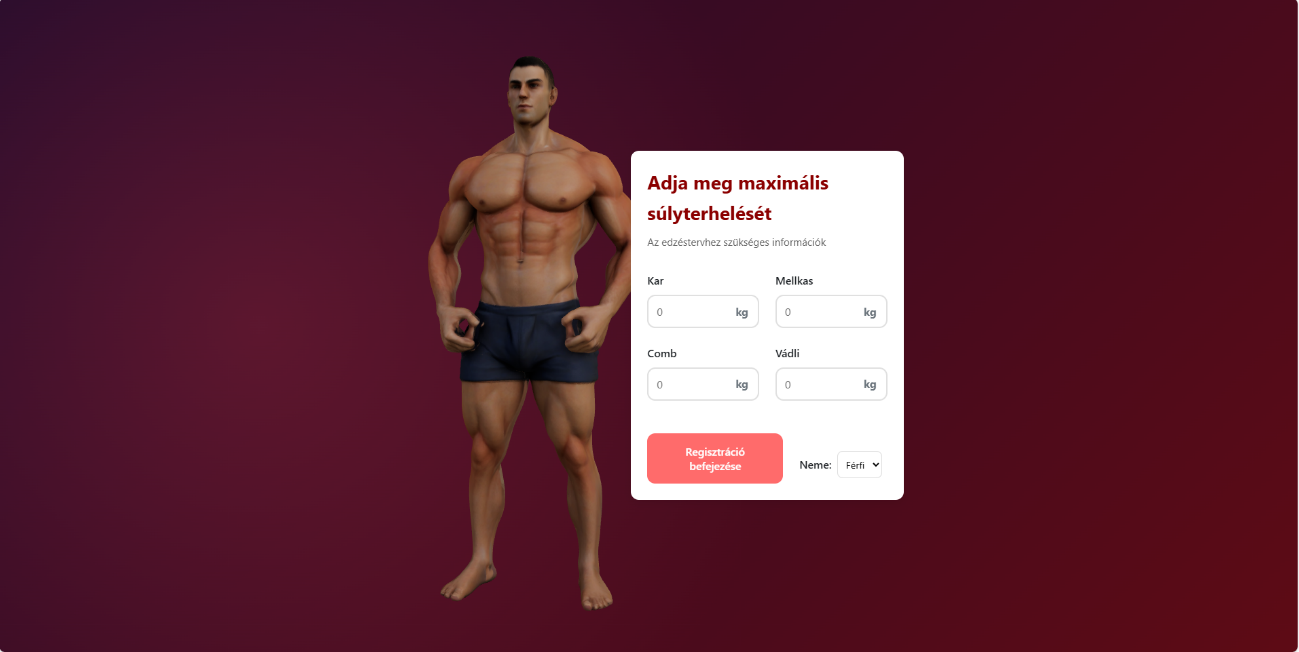 Adja meg maximális
súlyterhelését
Az edzéstervhez szükséges információk
Kar
Mellkas
0 kg
0 kg
Comb
Vádli
0 kg
0 kg
Regisztráció
befejezése
Neme: Férfi